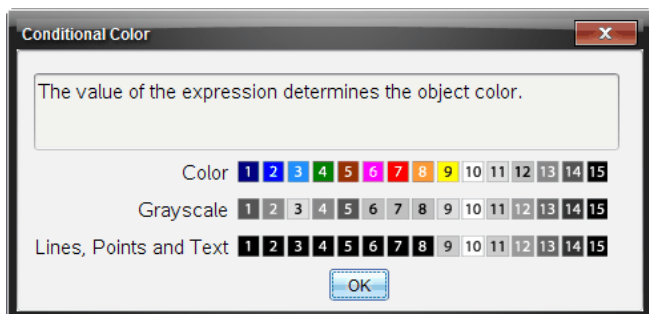 Conditional Color
The value of the expression determines the object color.
Color 1 2 3 4 5 6 7 8 9 10 11 12 13 14 15
Grayscale 1 2 3 4 5 6 7 8 9 10 11 12 13 14 15
Lines, Points and Text 1 2 3 4 5 6 7 8 9 10 11 12 13 14 15
OK